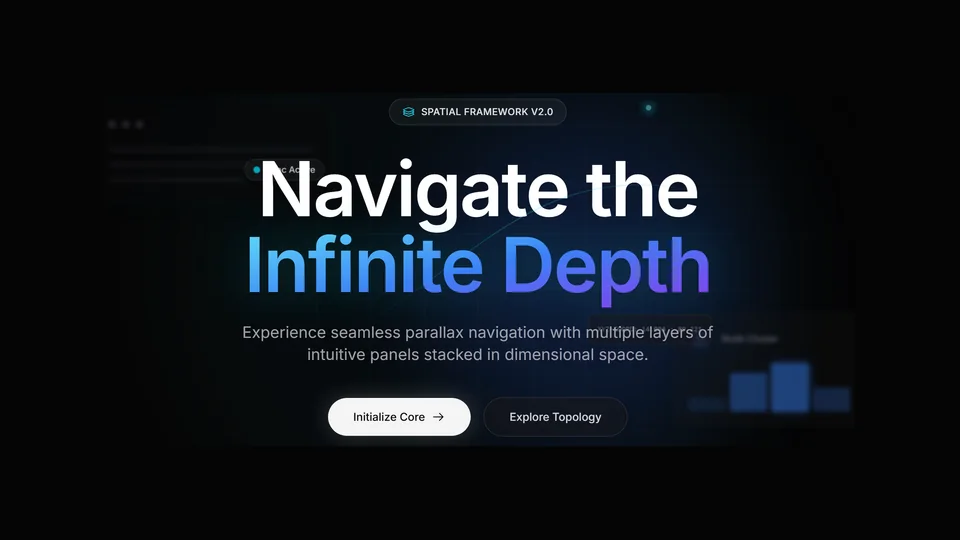 SPATIAL FRAMEWORK V2.0
Navigate the
Infinite Depth
Experience seamless parallax navigation with multiple layers of
intuitive panels stacked in dimensional space.
Initialize Core
Explore Topology